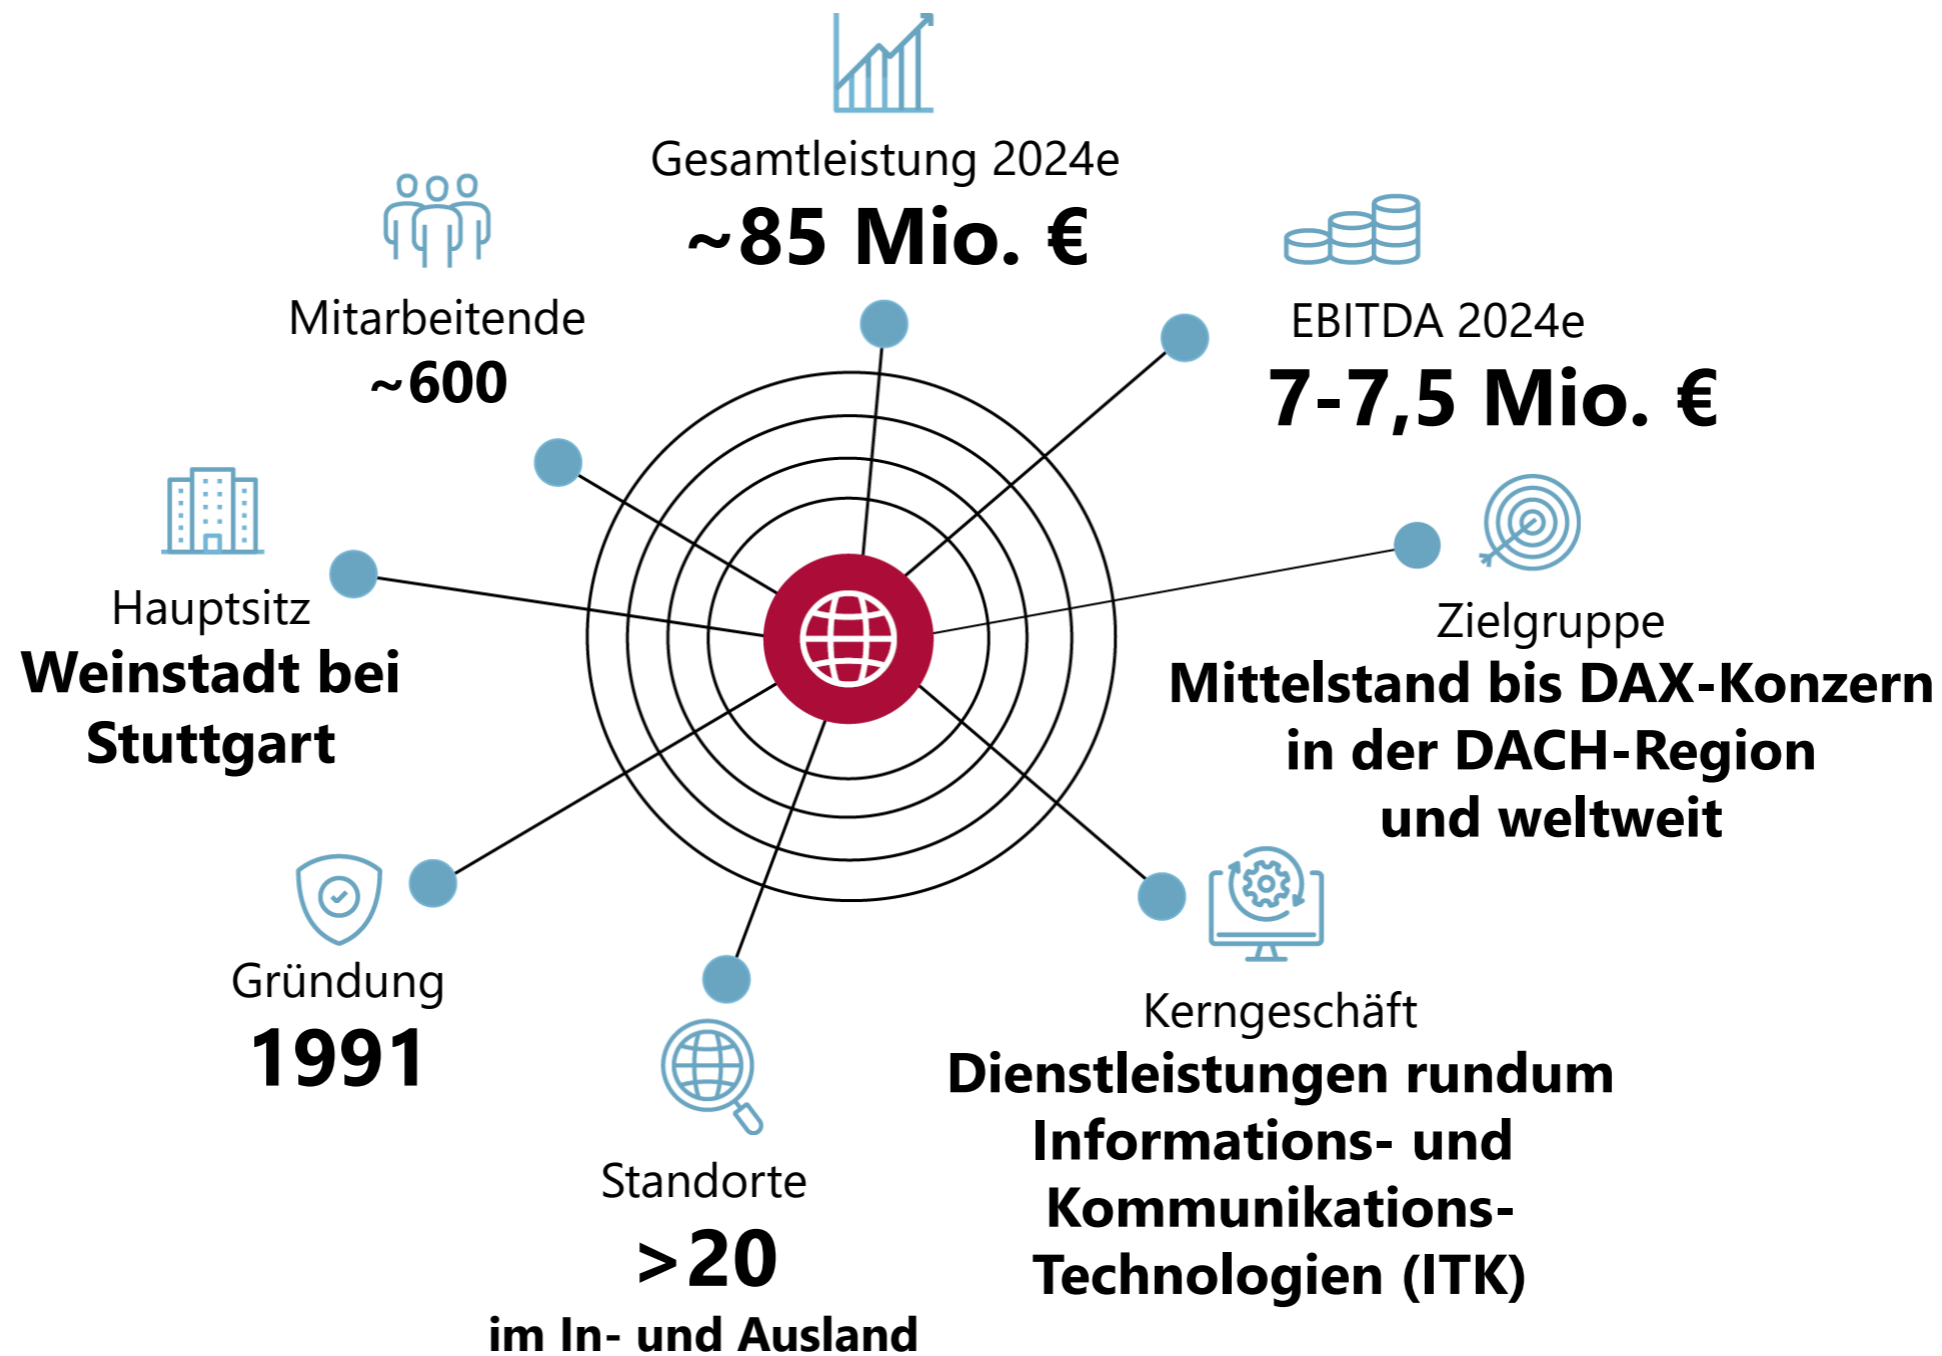 Gesamtleistung 2024e
~85 Mio. €
Mitarbeitende
~600
EBITDA 2024e
7-7,5 Mio. €
Hauptsitz
Weinstadt bei
Stuttgart
Zielgruppe
Mittelstand bis DAX-Konzern
in der DACH-Region
und weltweit
Gründung
1991
Standorte
>20
im In- und Ausland
Kerngeschäft
Dienstleistungen rundum
Informations- und
Kommunikations-
Technologien (ITK)